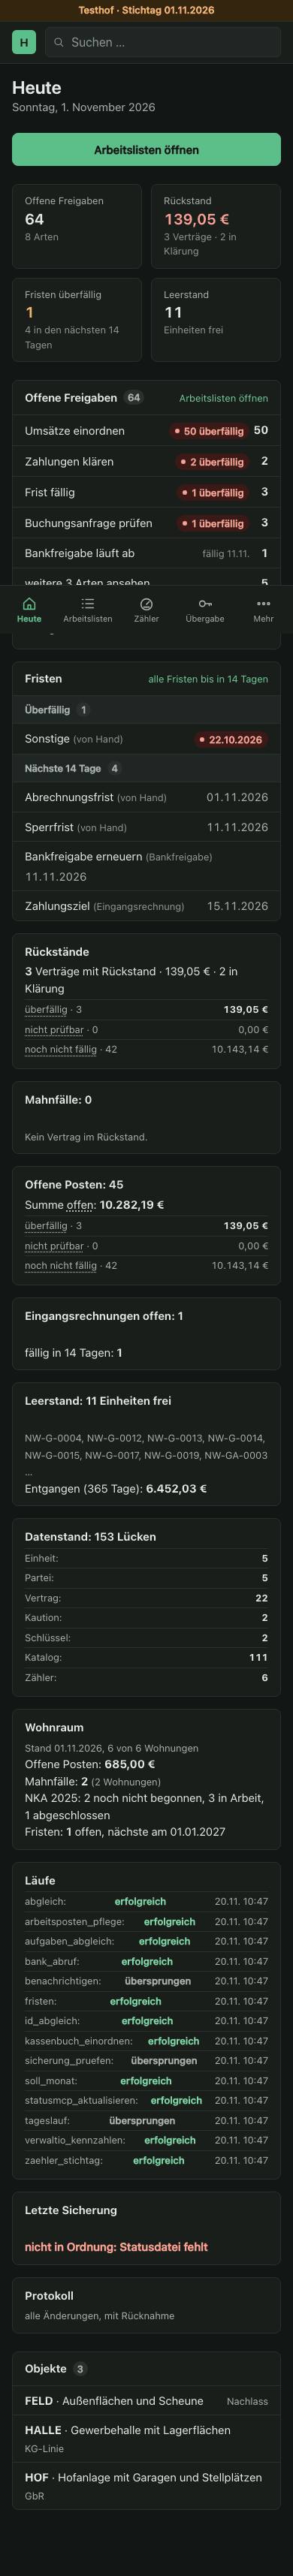 Testhof · Stichtag 01.11.2026
H
Suchen ...
Heute
Sonntag, 1. November 2026
Arbeitslisten öffnen
Offene Freigaben
64
8 Arten
Rückstand
139,05 €
3 Verträge · 2 in
Klärung
Fristen überfällig
1
4 in den nächsten 14
Tagen
Leerstand
11
Einheiten frei
Offene Freigaben 64 Arbeitslisten öffnen
Umsätze einordnen • 50 überfällig 50
Zahlungen klären • 2 überfällig 2
Frist fällig • 1 überfällig 3
Buchungsanfrage prüfen • 1 überfällig 3
Bankfreigabe läuft ab fällig 11.11. 1
weitere 3 Arten ansehen 5
Heute Arbeitslisten Zähler Übergabe Mehr
Fristen alle Fristen bis in 14 Tagen
Überfällig 1
Sonstige (von Hand) • 22.10.2026
Nächste 14 Tage 4
Abrechnungsfrist (von Hand) 01.11.2026
Sperrfrist (von Hand) 11.11.2026
Bankfreigabe erneuern (Bankfreigabe)
11.11.2026
Zahlungsziel (Eingangsrechnung) 15.11.2026
Rückstände
3 Verträge mit Rückstand · 139,05 € · 2 in
Klärung
überfällig · 3 139,05 €
nicht prüfbar · 0 0,00 €
noch nicht fällig · 42 10.143,14 €
Mahnfälle: 0
Kein Vertrag im Rückstand.
Offene Posten: 45
Summe offen: 10.282,19 €
überfällig · 3 139,05 €
nicht prüfbar · 0 0,00 €
noch nicht fällig · 42 10.143,14 €
Eingangsrechnungen offen: 1
fällig in 14 Tagen: 1
Leerstand: 11 Einheiten frei
NW-G-0004, NW-G-0012, NW-G-0013, NW-G-0014,
NW-G-0015, NW-G-0017, NW-G-0019, NW-GA-0003
...
Entgangen (365 Tage): 6.452,03 €
Datenstand: 153 Lücken
Einheit: 5
Partei: 5
Vertrag: 22
Kaution: 2
Schlüssel: 2
Katalog: 111
Zähler: 6
Wohnraum
Stand 01.11.2026, 6 von 6 Wohnungen
Offene Posten: 685,00 €
Mahnfälle: 2 (2 Wohnungen)
NKA 2025: 2 noch nicht begonnen, 3 in Arbeit,
1 abgeschlossen
Fristen: 1 offen, nächste am 01.01.2027
Läufe
abgleich: erfolgreich 20.11. 10:47
arbeitsposten_pflege: erfolgreich 20.11. 10:47
aufgaben_abgleich: erfolgreich 20.11. 10:47
bank_abruf: erfolgreich 20.11. 10:47
benachrichtigen: übersprungen 20.11. 10:47
fristen: erfolgreich 20.11. 10:47
id_abgleich: erfolgreich 20.11. 10:47
kassenbuch_einordnen: erfolgreich 20.11. 10:47
sicherung_pruefen: übersprungen 20.11. 10:47
soll_monat: erfolgreich 20.11. 10:47
statusmcp_aktualisieren: erfolgreich 20.11. 10:47
tageslauf: übersprungen 20.11. 10:47
verwaltio_kennzahlen: erfolgreich 20.11. 10:47
zaehler_stichtag: erfolgreich 20.11. 10:47
Letzte Sicherung
nicht in Ordnung: Statusdatei fehlt
Protokoll
alle Änderungen, mit Rücknahme
Objekte 3
FELD · Außenflächen und Scheune Nachlass
HALLE · Gewerbehalle mit Lagerflächen
KG-Linie
HOF · Hofanlage mit Garagen und Stellplätzen
GbR